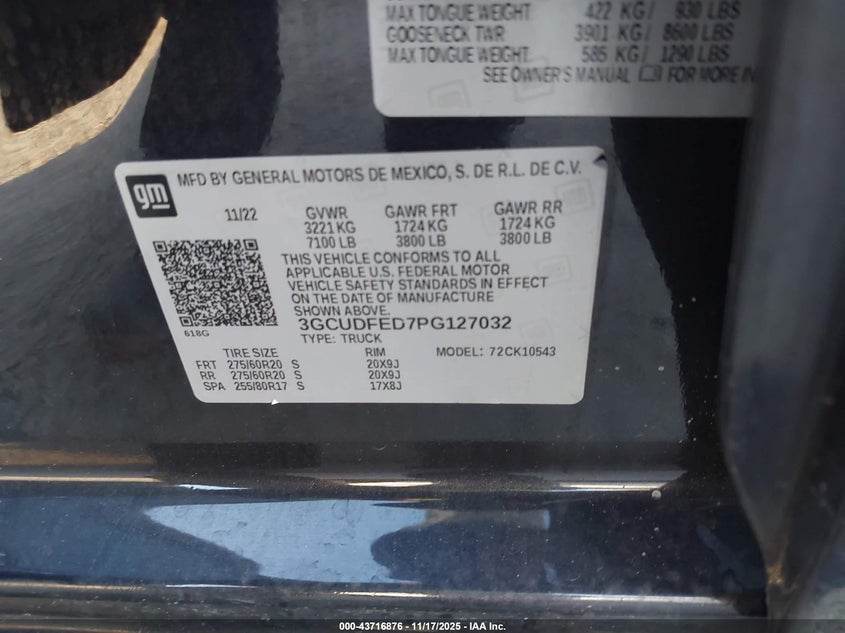 MAX TONGUE WEIGHT 422 KG/ 930 LBS
GOOSENECK TWR 3901 KG/ 8600 LBS
MAX TONGUE WEIGHT 585 KG/ 1290 LBS
SEE OWNER'S MANUAL FOR MORE IN
gm
MFD BY GENERAL MOTORS DE MEXICO, S. DE R.L. DE C.V.
11/22 GVWR GAWR FRT GAWR RR
3221 KG 1724 KG 1724 KG
7100 LB 3800 LB 3800 LB
THIS VEHICLE CONFORMS TO ALL
APPLICABLE U.S. FEDERAL MOTOR
VEHICLE SAFETY STANDARDS IN EFFECT
ON THE DATE OF MANUFACTURE
SHOWN ABOVE.
618G
3GCUDFED7PG127032
TYPE: TRUCK MODEL: 72CK10543
TIRE SIZE RIM
FRT 275/60R20 S 20X9J
RR 275/60R20 S 20X9J
SPA 255/80R17 S 17X8J
000-43716876 - 11/17/2025 - IAA Inc.